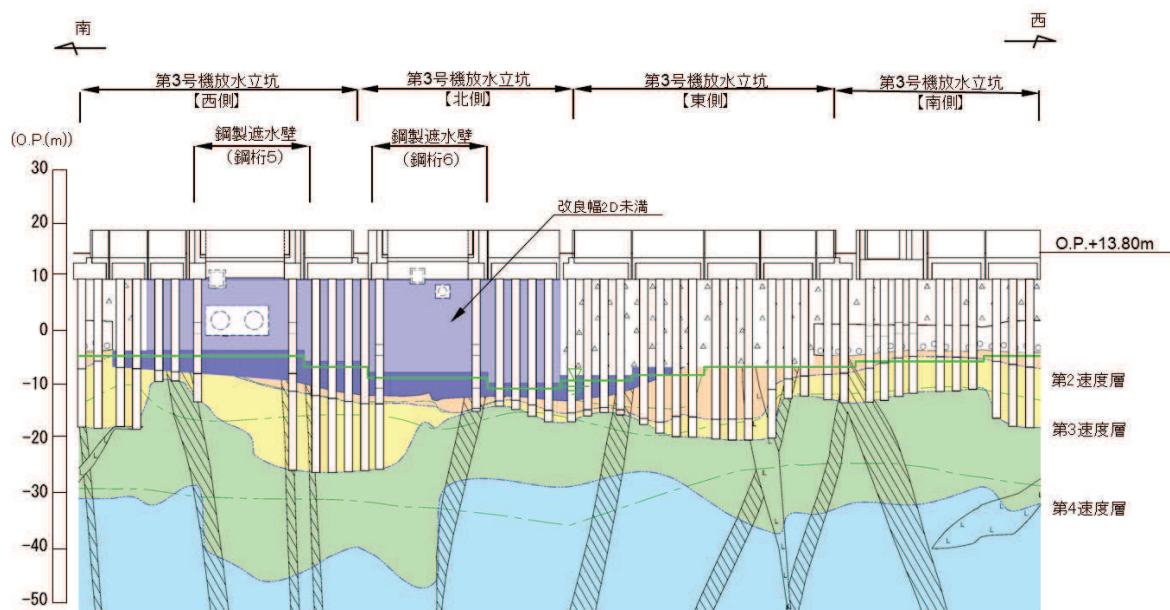 南
西
第3号機放水立坑
【西側】
第3号機放水立坑
【北側】
第3号機放水立坑
【東側】
第3号機放水立坑
【南側】
鋼製遮水壁
(鋼桁5)
鋼製遮水壁
(鋼桁6)
(O.P.(m))
30
20
10
0
-10
-20
-30
-40
-50
改良幅2D未満
O.P.+13.80m
第2速度層
第3速度層
第4速度層